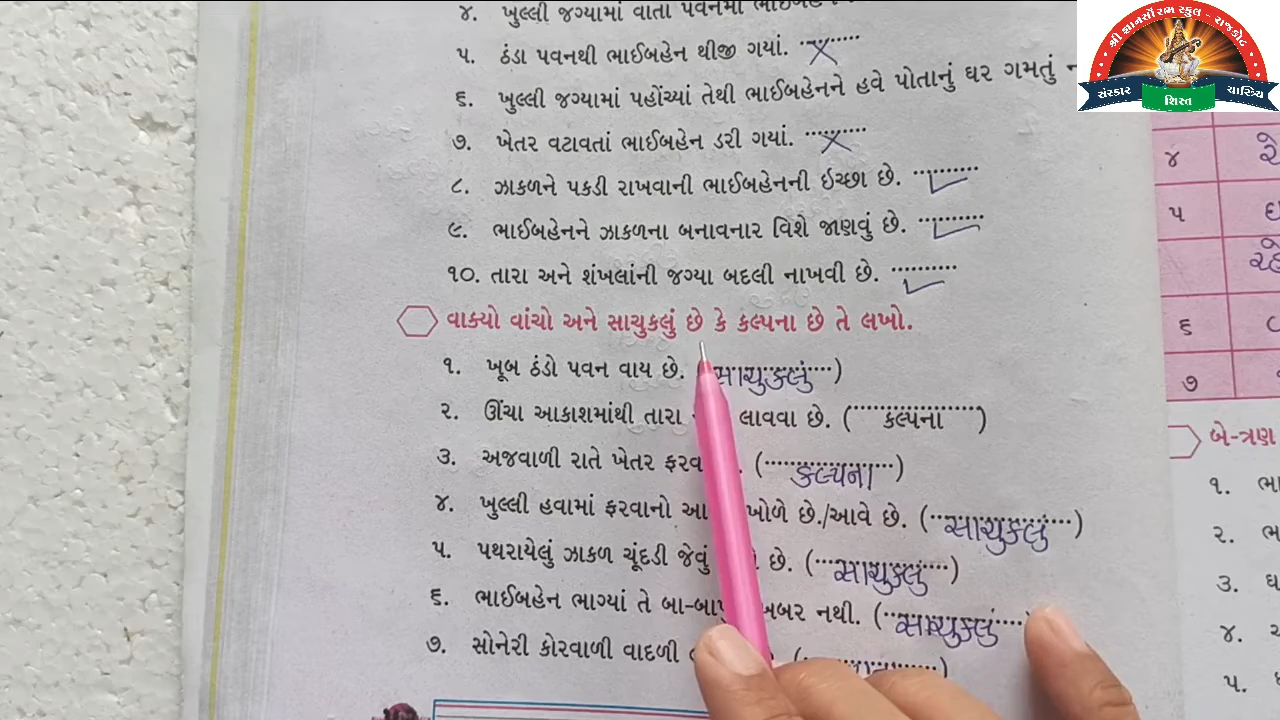 શ્રી જ્ઞાનસૌરભ સ્કુલ - રાજકોટ
સંસ્કાર શિસ્ત ચારિત્ર્ય
૪. ખુલ્લી જગ્યામાં વાતા પવનમાં
૫. ઠંડા પવનથી ભાઈબહેન થીજી ગયાં. ×
૬. ખુલ્લી જગ્યામાં પહોંચ્યાં તેથી ભાઈબહેનને હવે પોતાનું ઘર ગમતું
૭. ખેતર વટાવતાં ભાઈબહેન ડરી ગયાં. ×
૮. ઝાકળને પકડી રાખવાની ભાઈબહેનની ઇચ્છા છે. ✓
૯. ભાઈબહેનને ઝાકળના બનાવનાર વિશે જાણવું છે. ✓
૧૦. તારા અને શંખલાંની જગ્યા બદલી નાખવી છે. ✓
વાક્યો વાંચો અને સાચુકલું છે કે કલ્પના છે તે લખો.
૧. ખૂબ ઠંડો પવન વાય છે. (સાચુકલું)
૨. ઊંચા આકાશમાંથી તારા લાવવા છે. (કલ્પના)
૩. અજવાળી રાતે ખેતર (કલ્પના)
૪. ખુલ્લી હવામાં ફરવાનો ખોળે છે./આવે છે. (સાચુકલું)
૫. પથરાયેલું ઝાકળ ચૂંદડી જેવું છે. (સાચુકલું)
૬. ભાઈબહેન ભાગ્યાં તે નથી. (સાચુકલું)
૭. સોનેરી કોરવાળી વાદળી
૪
૫
૬
૭
બે-ત્રણ
૧.
૨.
૩.
૪.
૫.